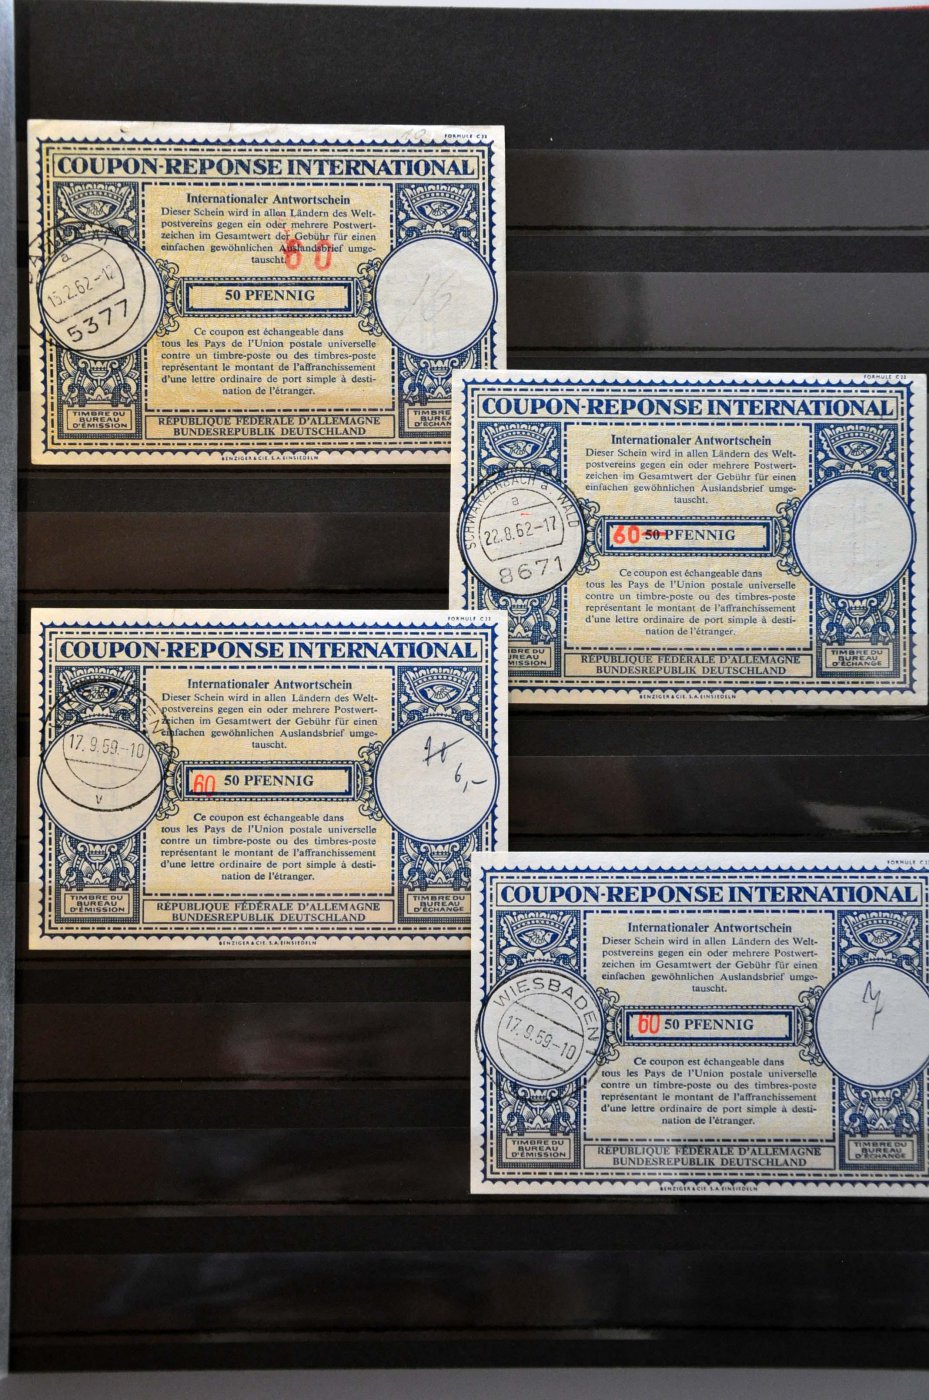 FORMULE C 22
COUPON-REPONSE INTERNATIONAL
Internationaler Antwortschein
Dieser Schein wird in allen Ländern des Welt-
postvereins gegen ein oder mehrere Postwert-
zeichen im Gesamtwert der Gebühr für einen
einfachen gewöhnlichen Auslandsbrief umge-
tauscht.
60
50 PFENNIG
15.2.62-12
5377
16
Ce coupon est échangeable dans
tous les Pays de l'Union postale universelle
contre un timbre-poste ou des timbres-poste
représentant le montant de l'affranchissement
d'une lettre ordinaire de port simple à desti-
nation de l'étranger.
TIMBRE DU
BUREAU
D'ÉMISSION
RÉPUBLIQUE FÉDÉRALE D'ALLEMAGNE
BUNDESREPUBLIK DEUTSCHLAND
BENZIGER & CIE. S.A. EINSIEDELN
FORMULE C 22
COUPON-REPONSE INTERNATIONAL
Internationaler Antwortschein
Dieser Schein wird in allen Ländern des Welt-
postvereins gegen ein oder mehrere Postwert-
zeichen im Gesamtwert der Gebühr für einen
einfachen gewöhnlichen Auslandsbrief umge-
tauscht.
SCHWARZENBACH a. WALD
a
22.8.62-17
8671
60 50 PFENNIG
Ce coupon est échangeable dans
tous les Pays de l'Union postale universelle
contre un timbre-poste ou des timbres-poste
représentant le montant de l'affranchissement
d'une lettre ordinaire de port simple à desti-
nation de l'étranger.
BUREAU
D'ÉMISSION
RÉPUBLIQUE FÉDÉRALE D'ALLEMAGNE
BUNDESREPUBLIK DEUTSCHLAND
TIMBRE DU
BUREAU
D'ÉCHANGE
BENZIGER & CIE. S.A. EINSIEDELN
FORMULE C 22
COUPON-REPONSE INTERNATIONAL
Internationaler Antwortschein
Dieser Schein wird in allen Ländern des Welt-
postvereins gegen ein oder mehrere Postwert-
zeichen im Gesamtwert der Gebühr für einen
einfachen gewöhnlichen Auslandsbrief umge-
tauscht.
17.9.59.-10
v
60 50 PFENNIG
6,-
Ce coupon est échangeable dans
tous les Pays de l'Union postale universelle
contre un timbre-poste ou des timbres-poste
représentant le montant de l'affranchissement
d'une lettre ordinaire de port simple à desti-
nation de l'étranger.
TIMBRE DU
BUREAU
D'ÉMISSION
RÉPUBLIQUE FÉDÉRALE D'ALLEMAGNE
BUNDESREPUBLIK DEUTSCHLAND
BENZIGER & CIE. S.A. EINSIEDELN
FORMULE C 22
COUPON-REPONSE INTERNATIONAL
Internationaler Antwortschein
Dieser Schein wird in allen Ländern des Welt-
postvereins gegen ein oder mehrere Postwert-
zeichen im Gesamtwert der Gebühr für einen
einfachen gewöhnlichen Auslandsbrief umge-
tauscht.
WIESBADEN 1
17.9.59.-10
60 50 PFENNIG
Ce coupon est échangeable dans
tous les Pays de l'Union postale universelle
contre un timbre-poste ou des timbres-poste
représentant le montant de l'affranchissement
d'une lettre ordinaire de port simple à desti-
nation de l'étranger.
TIMBRE DU
BUREAU
D'ÉMISSION
RÉPUBLIQUE FÉDÉRALE D'ALLEMAGNE
BUNDESREPUBLIK DEUTSCHLAND
TIMBRE DU
BUREAU
D'ÉCHANGE
BENZIGER & CIE. S.A. EINSIEDELN